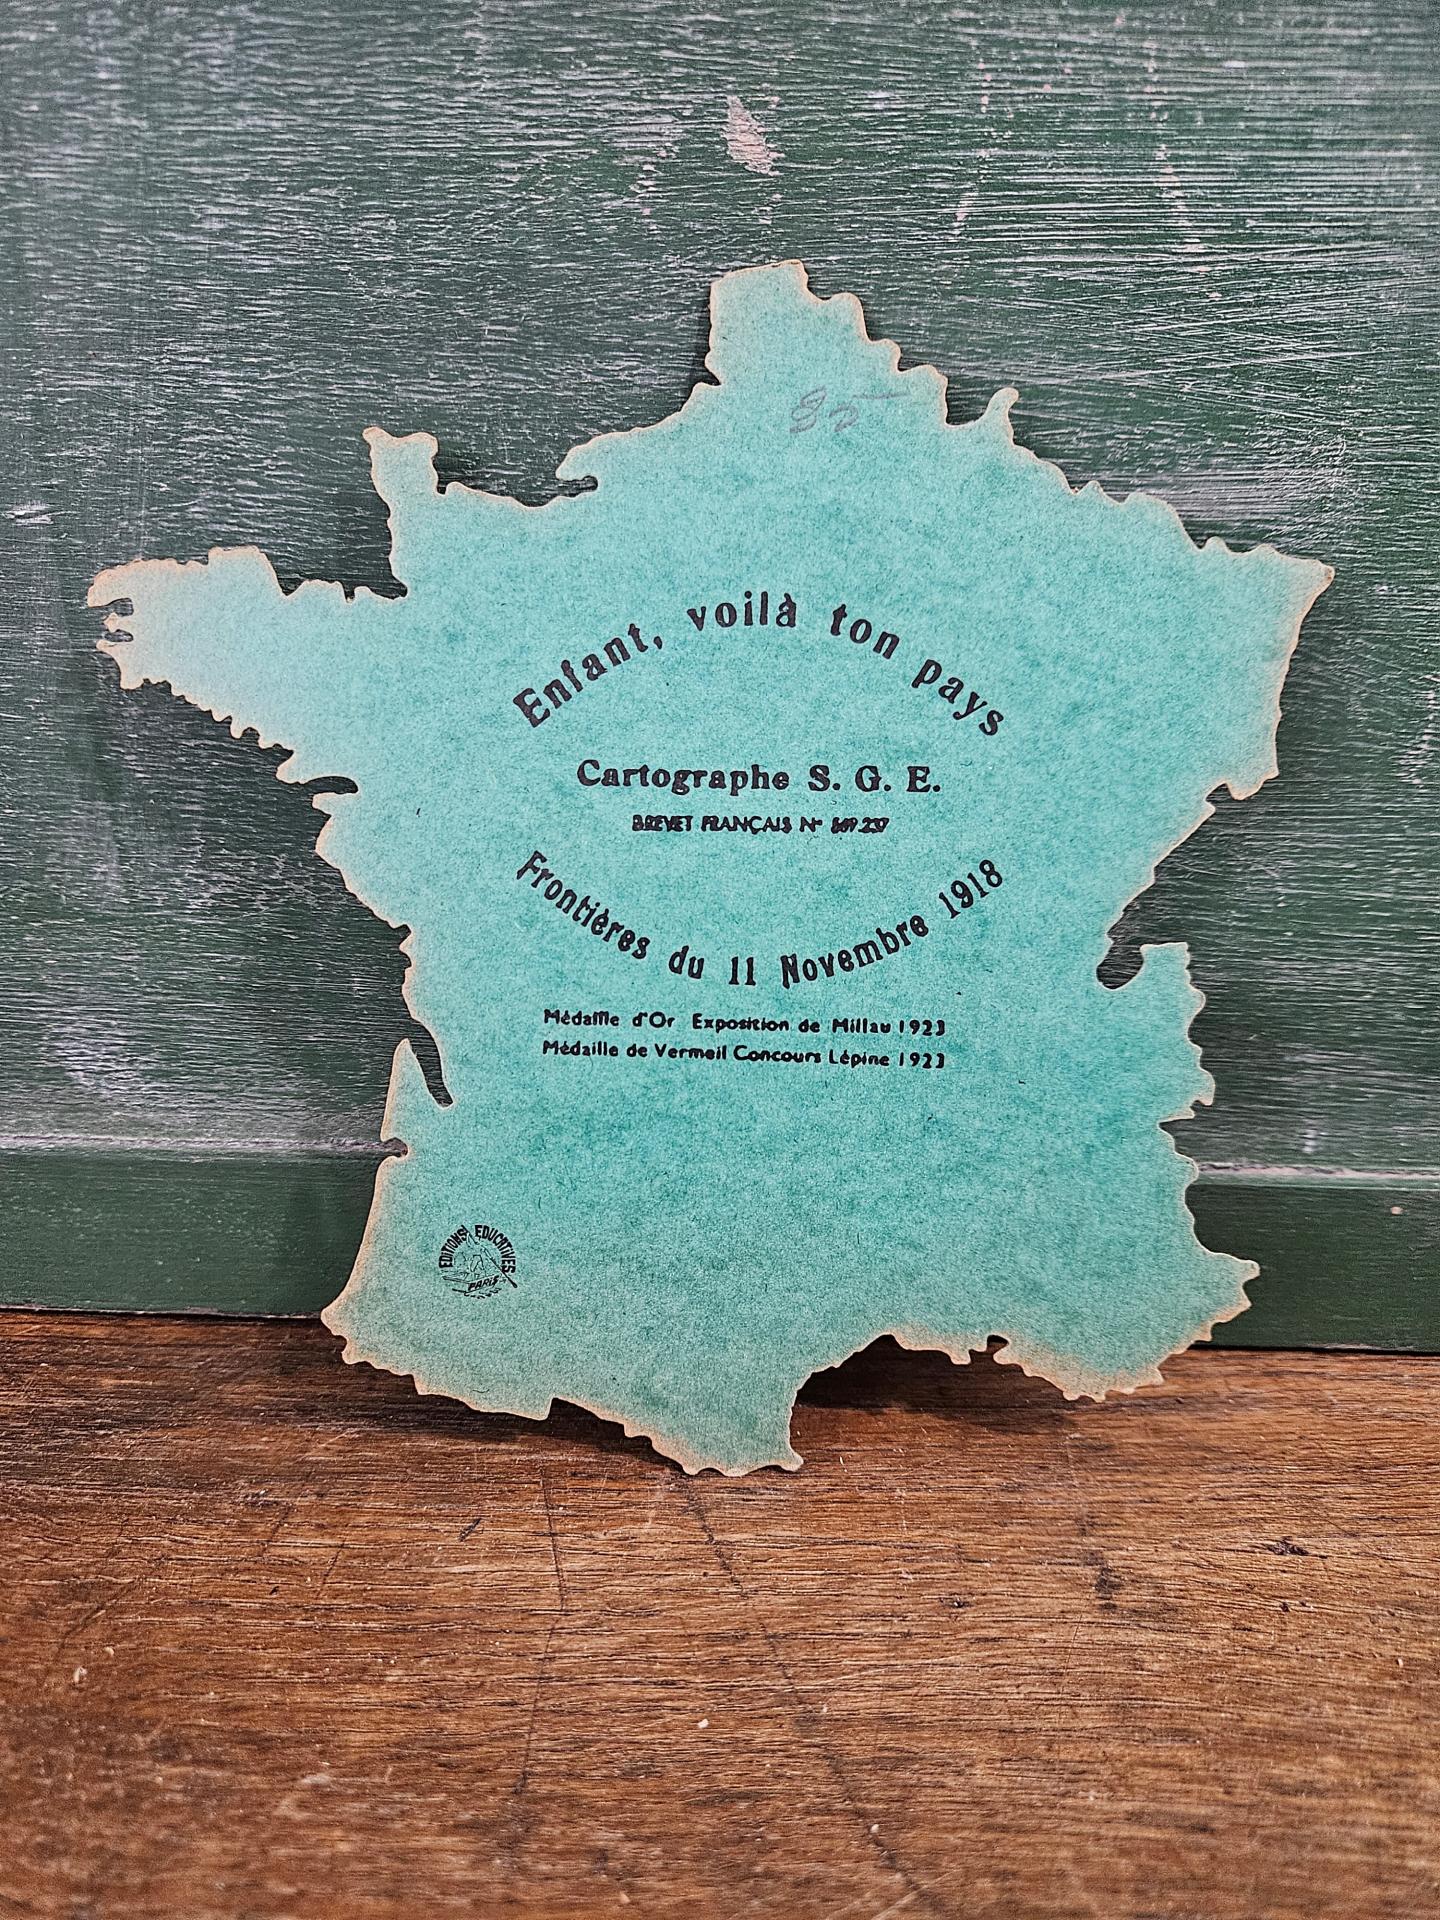 85
Enfant, voilà ton pays
Cartographe S. G. E.
BREVET FRANÇAIS N°
Frontières du 11 Novembre 1918
Médaille d'Or Exposition de Millau 1923
Médaille de Vermeil Concours Lépine 1923
EDITIONS EDUCATIVES
PARIS